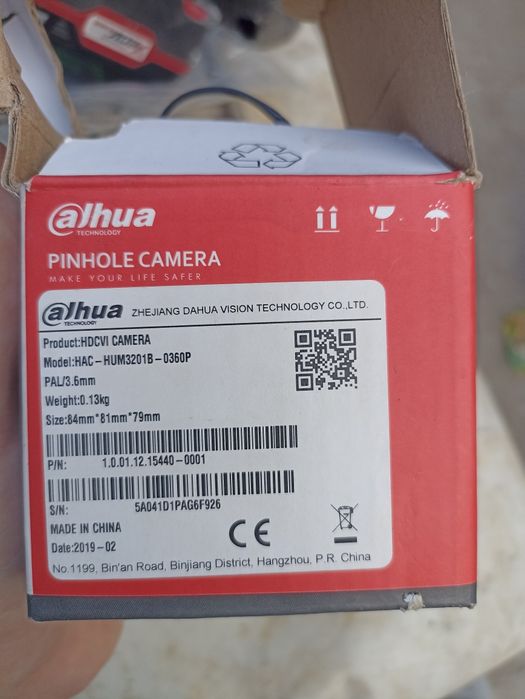 alhua
TECHNOLOGY
PINHOLE CAMERA
MAKE YOUR LIFE SAFER
alhua
TECHNOLOGY
ZHEJIANG DAHUA VISION TECHNOLOGY CO.,LTD.
Product:HDCVI CAMERA
Model:HAC-HUM3201B-0360P
PAL/3.6mm
Weight:0.13kg
Size:84mm*81mm*79mm
P/N: 1.0.01.12.15440-0001
S/N: 5A041D1PAG6F926
MADE IN CHINA
Date:2019-02
CE
No.1199, Bin'an Road, Binjiang District, Hangzhou, P.R. China